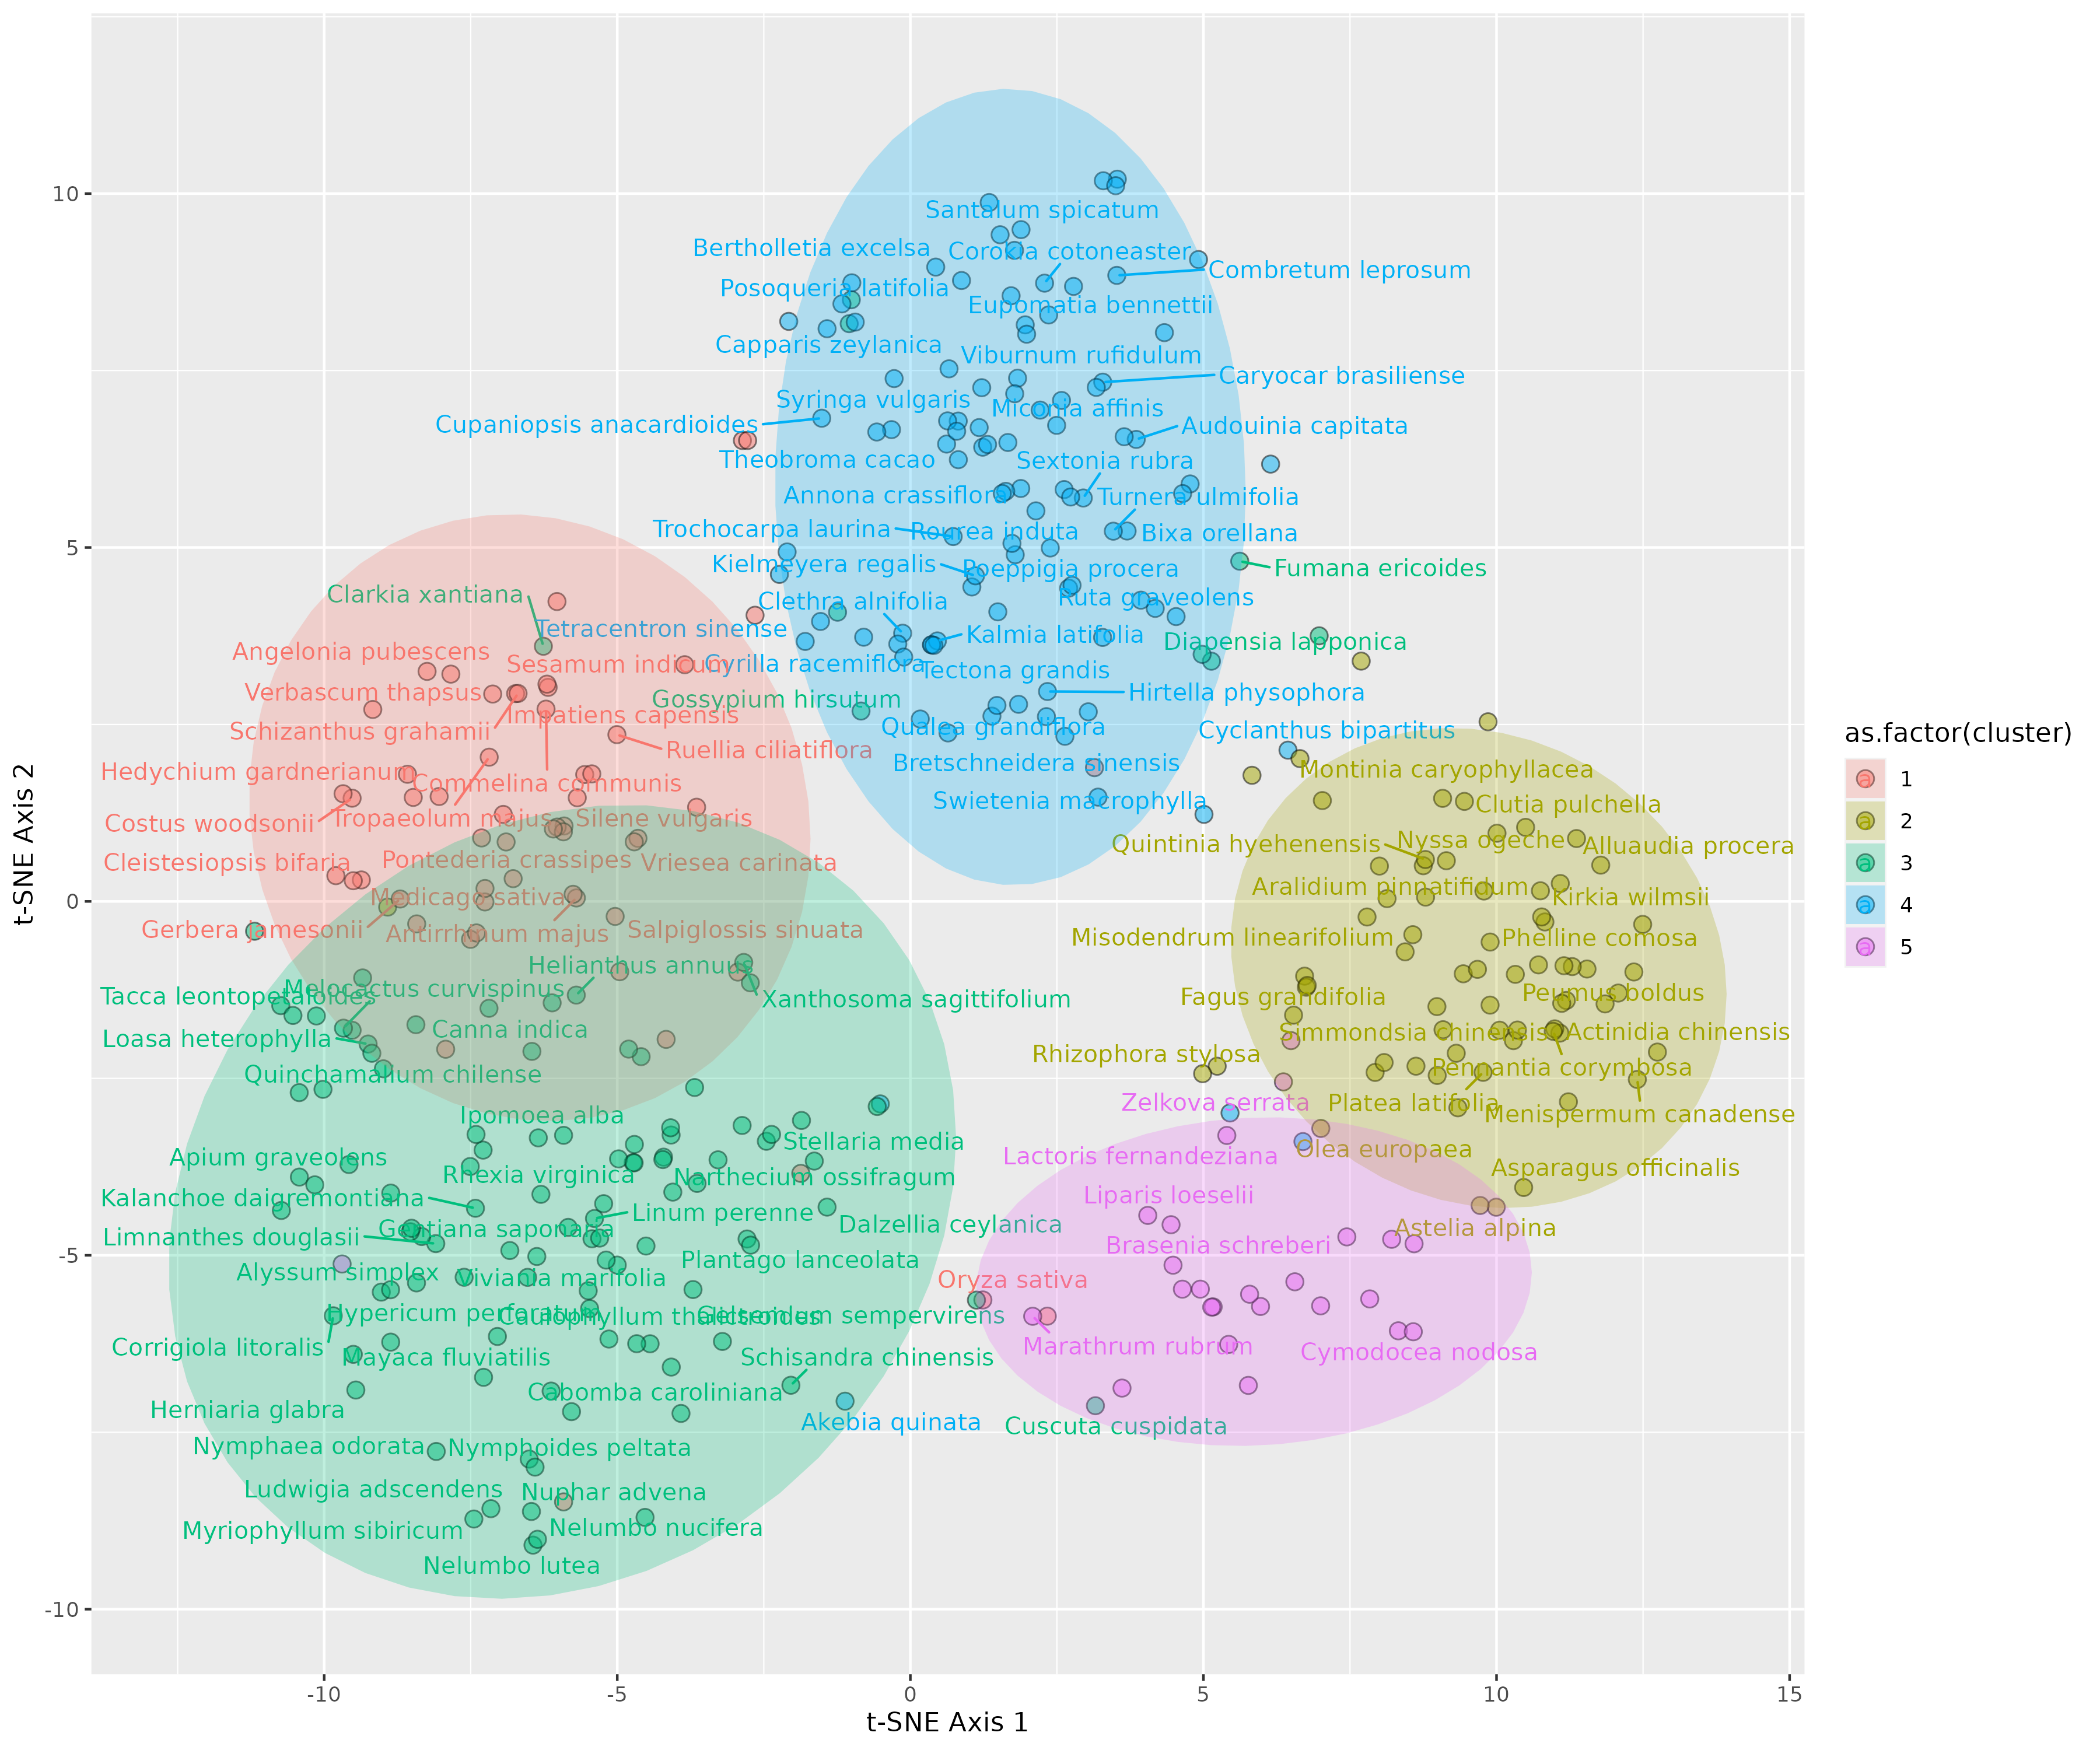 10
5
0
-5
-10
t-SNE Axis 2
Santalum spicatum
Bertholletia excelsa
Corokia cotoneaster
Combretum leprosum
Posoqueria latifolia
Eupomatia bennettii
Capparis zeylanica
Viburnum rufidulum
Caryocar brasiliense
Syringa vulgaris
Miconia affinis
Cupaniopsis anacardioides
Audouinia capitata
Theobroma cacao
Sextonia rubra
Annona crassiflora
Turnera ulmifolia
Trochocarpa laurina
Rourea induta
Bixa orellana
Kielmeyera regalis
Poeppigia procera
Fumana ericoides
Clarkia xantiana
Clethra alnifolia
Ruta graveolens
Tetracentron sinense
Kalmia latifolia
Diapensia lapponica
Angelonia pubescens
Sesamum indicum
Cyrilla racemiflora
Tectona grandis
Verbascum thapsus
Gossypium hirsutum
Hirtella physophora
Impatiens capensis
Schizanthus grahamii
Qualea grandiflora
Cyclanthus bipartitus
Ruellia ciliatiflora
Bretschneidera sinensis
Hedychium gardnerianum
Commelina communis
Montinia caryophyllacea
Swietenia macrophylla
Clutia pulchella
Costus woodsonii
Tropaeolum majus
Silene vulgaris
Quintinia hyehenensis
Nyssa ogeche
Alluaudia procera
Cleistesiopsis bifaria
Pontederia crassipes
Vriesea carinata
Aralidium pinnatifidum
Kirkia wilmsii
Medicago sativa
Gerbera jamesonii
Antirrhinum majus
Salpiglossis sinuata
Misodendrum linearifolium
Phelline comosa
Helianthus annuus
Tacca leontopetaloides
Melocactus curvispinus
Xanthosoma sagittifolium
Fagus grandifolia
Peumus boldus
Loasa heterophylla
Canna indica
Simmondsia chinensis
Actinidia chinensis
Rhizophora stylosa
Quinchamalium chilense
Pennantia corymbosa
Zelkova serrata
Platea latifolia
Menispermum canadense
Ipomoea alba
Stellaria media
Apium graveolens
Lactoris fernandeziana
Olea europaea
Rhexia virginica
Narthecium ossifragum
Asparagus officinalis
Kalanchoe daigremontiana
Liparis loeselii
Linum perenne
Dalzellia ceylanica
Limnanthes douglasii
Gentiana saponaria
Astelia alpina
Brasenia schreberi
Plantago lanceolata
Alyssum simplex
Viviania marifolia
Oryza sativa
Hypericum perforatum
Caulophyllum thalictroides
Gelsemium sempervirens
Corrigiola litoralis
Marathrum rubrum
Cymodocea nodosa
Mayaca fluviatilis
Schisandra chinensis
Cabomba caroliniana
Herniaria glabra
Akebia quinata
Cuscuta cuspidata
Nymphaea odorata
Nymphoides peltata
Ludwigia adscendens
Nuphar advena
Myriophyllum sibiricum
Nelumbo nucifera
Nelumbo lutea
-10
-5
0
5
10
15
t-SNE Axis 1
as.factor(cluster)
a 1
a 2
a 3
a 4
a 5